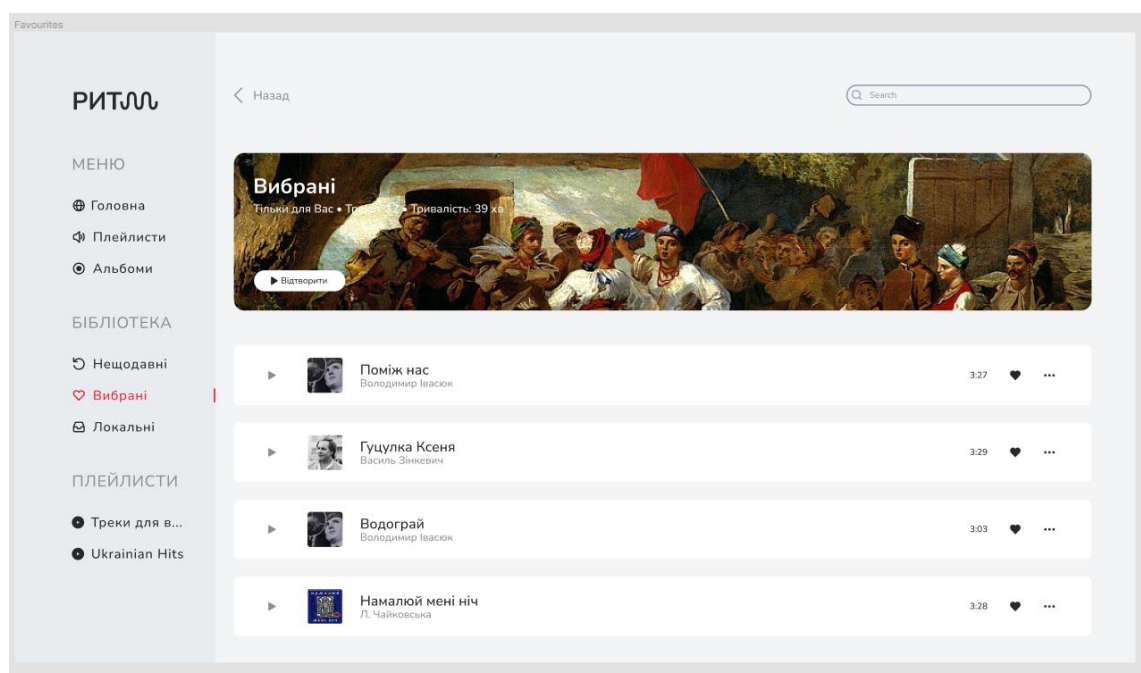 Favourites
РИТМ
Назад
Search
МЕНЮ
Головна
Плейлисти
Альбоми
БІБЛІОТЕКА
Нещодавні
Вибрані
Локальні
ПЛЕЙЛИСТИ
Треки для в...
Ukrainian Hits
Вибрані
Тільки для Вас • Тривалість: 39 хв
Відтворити
Поміж нас
Володимир Івасюк
3:27
Гуцулка Ксеня
Василь Зінкевич
3:29
Водограй
Володимир Івасюк
3:03
Намалюй мені ніч
Л. Чайковська
3:28